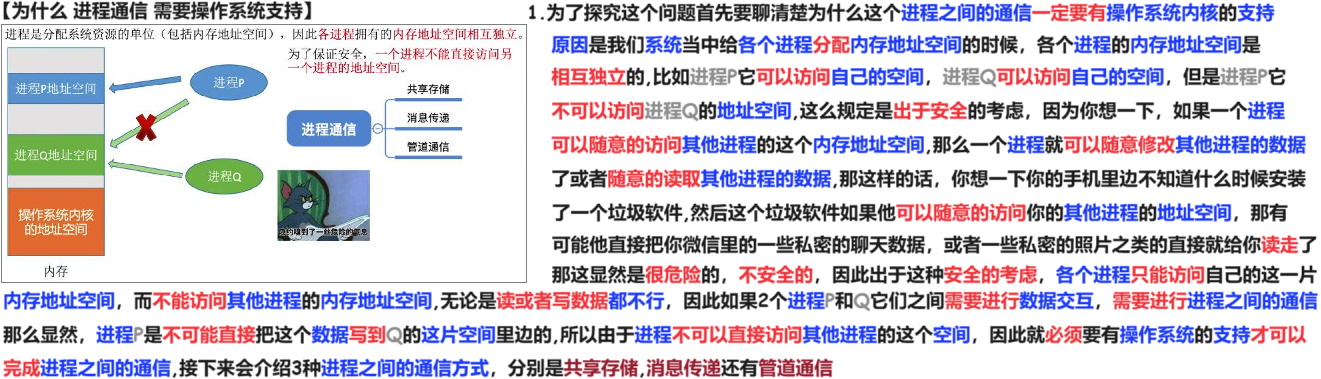 【为什么 进程通信 需要操作系统支持】
进程是分配系统资源的单位（包括内存地址空间），因此各进程拥有的内存地址空间相互独立。
为了保证安全，一个进程不能直接访问另
一个进程的地址空间。
进程P地址空间
进程P
进程Q地址空间
进程Q
操作系统内核
的地址空间
内存
进程通信
共享存储
消息传递
管道通信
1.为了探究这个问题首先要聊清楚为什么这个进程之间的通信一定要有操作系统内核的支持
原因是我们系统当中给各个进程分配内存地址空间的时候，各个进程的内存地址空间是
相互独立的,比如进程P它可以访问自己的空间，进程Q可以访问自己的空间，但是进程P它
不可以访问进程Q的地址空间,这么规定是出于安全的考虑，因为你想一下，如果一个进程
可以随意的访问其他进程的这个内存地址空间,那么一个进程就可以随意修改其他进程的数据
了或者随意的读取其他进程的数据,那这样的话，你想一下你的手机里边不知道什么时候安装
了一个垃圾软件,然后这个垃圾软件如果他可以随意的访问你的其他进程的地址空间，那有
可能他直接把你微信里的一些私密的聊天数据，或者一些私密的照片之类的直接就给你读走了
那这显然是很危险的，不安全的，因此出于这种安全的考虑，各个进程只能访问自己的这一片
内存地址空间，而不能访问其他进程的内存地址空间,无论是读或者写数据都不行，因此如果2个进程P和Q它们之间需要进行数据交互，需要进行进程之间的通信
那么显然，进程P是不可能直接把这个数据写到Q的这片空间里边的,所以由于进程不可以直接访问其他进程的这个空间，因此就必须要有操作系统的支持才可以
完成进程之间的通信,接下来会介绍3种进程之间的通信方式，分别是共享存储,消息传递还有管道通信